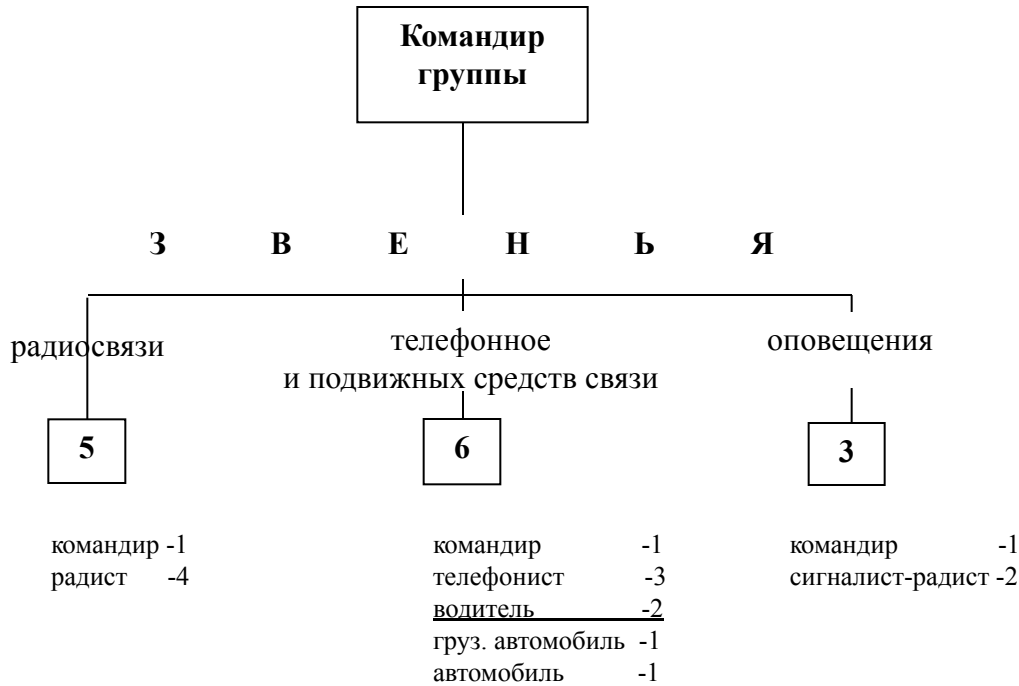 Командир
группы
З В Е Н Ь Я
радиосвязи
телефонное
и подвижных средств связи
оповещения
5
6
3
командир -1
радист -4
командир -1
телефонист -3
водитель -2
груз. автомобиль -1
автомобиль -1
командир -1
сигналист-радист -2